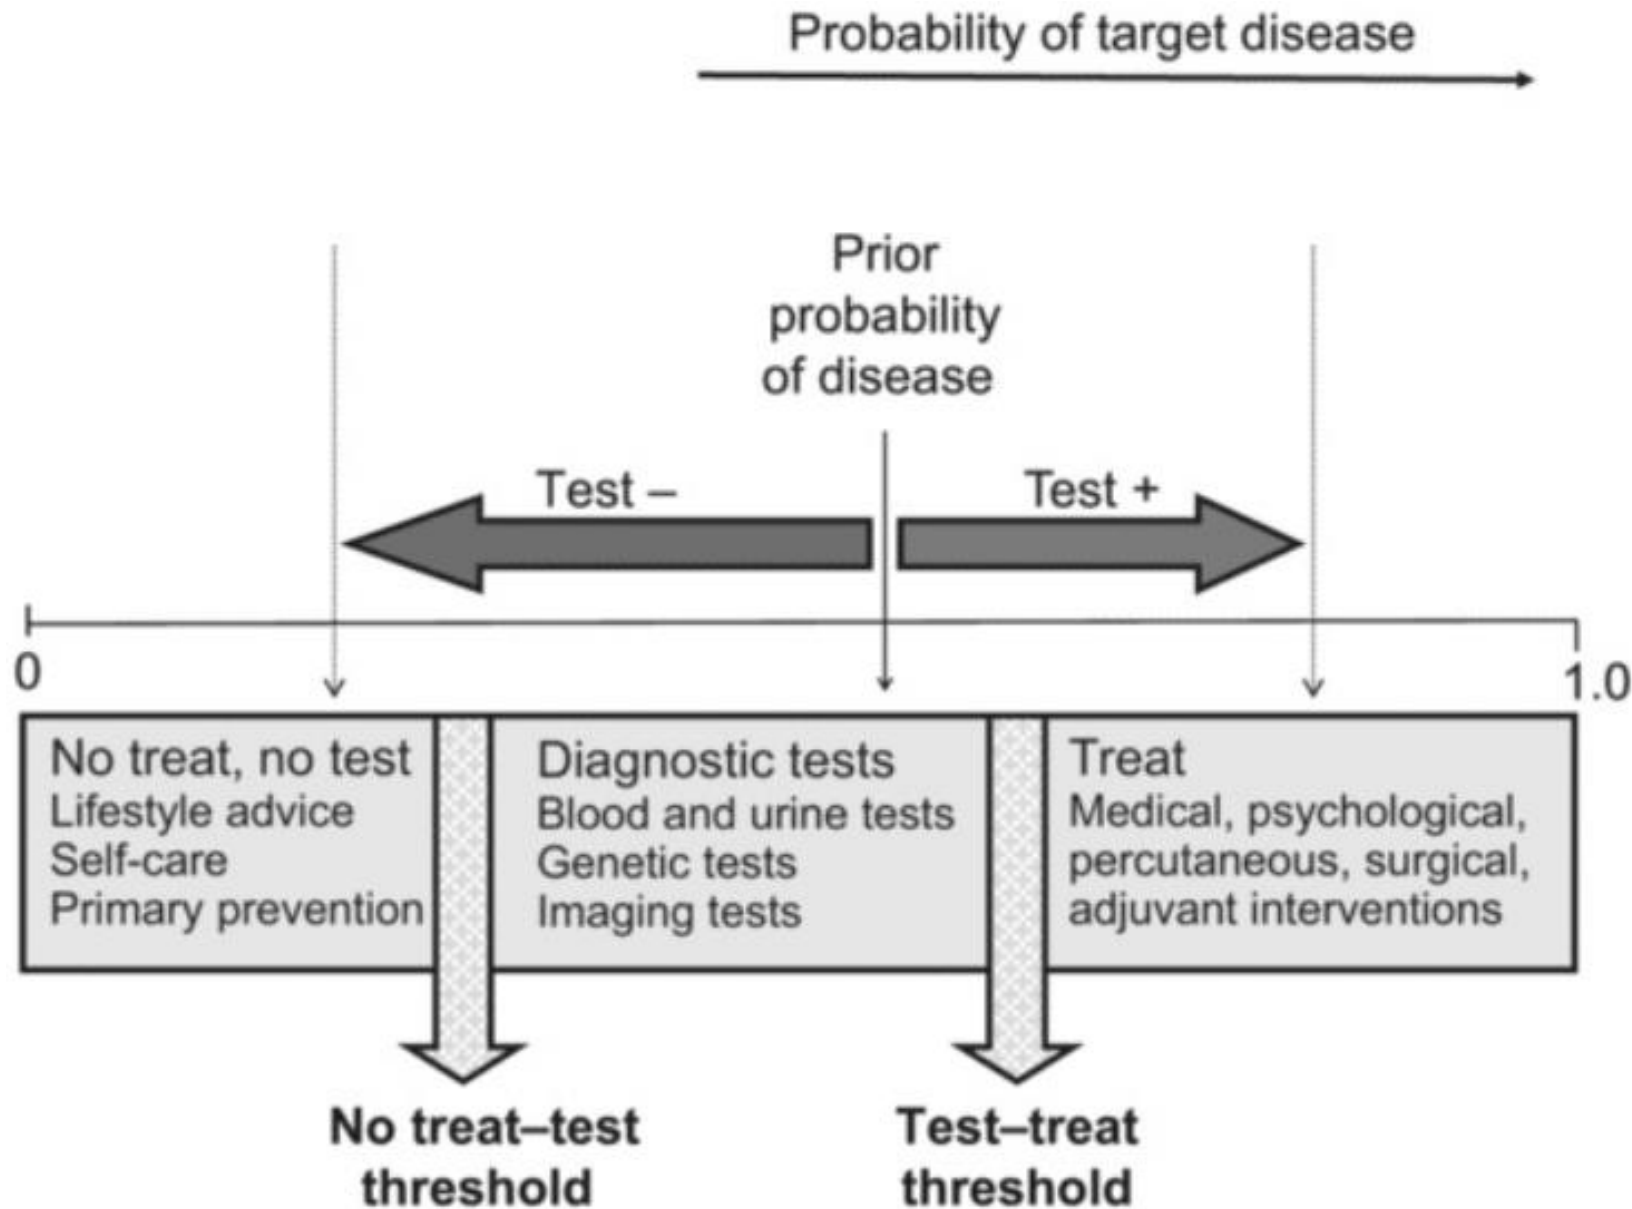 Probability of target disease
Prior
probability
of disease
Test –
Test +
0
1.0
No treat, no test
Lifestyle advice
Self-care
Primary prevention
Diagnostic tests
Blood and urine tests
Genetic tests
Imaging tests
Treat
Medical, psychological,
percutaneous, surgical,
adjuvant interventions
No treat–test
threshold
Test–treat
threshold